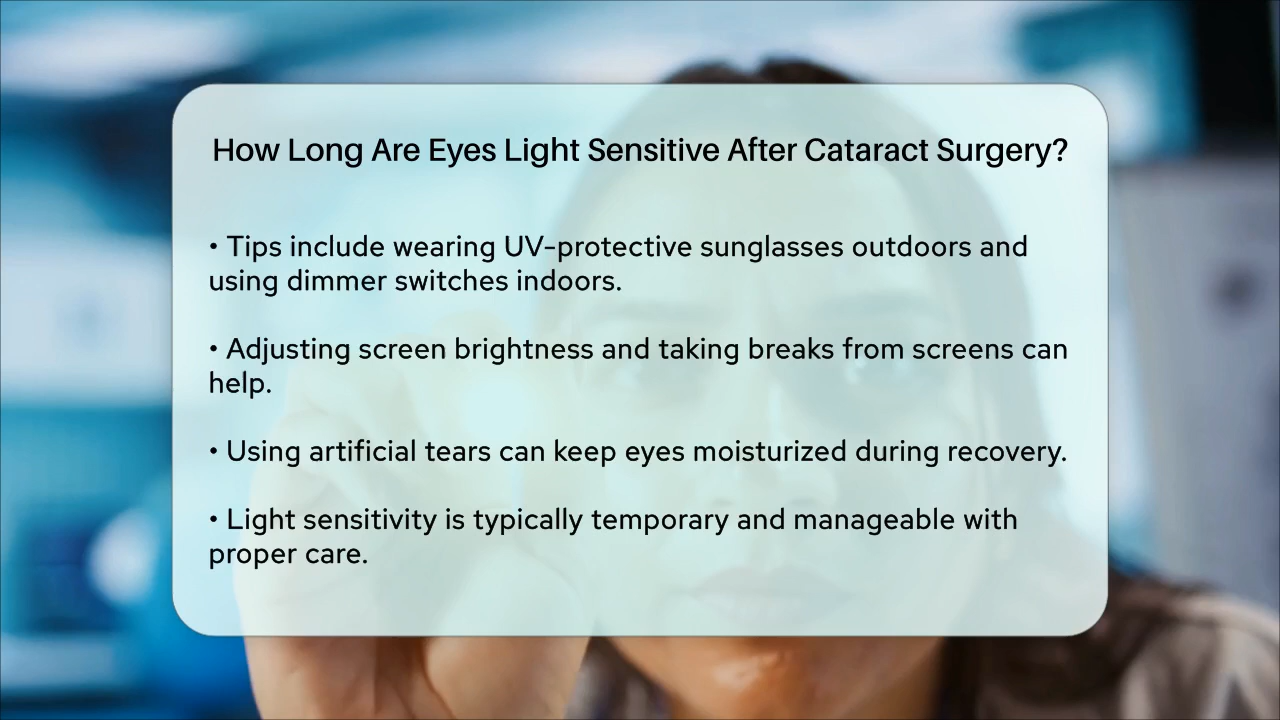 How Long Are Eyes Light Sensitive After Cataract Surgery?
• Tips include wearing UV-protective sunglasses outdoors and
using dimmer switches indoors.
• Adjusting screen brightness and taking breaks from screens can
help.
• Using artificial tears can keep eyes moisturized during recovery.
• Light sensitivity is typically temporary and manageable with
proper care.